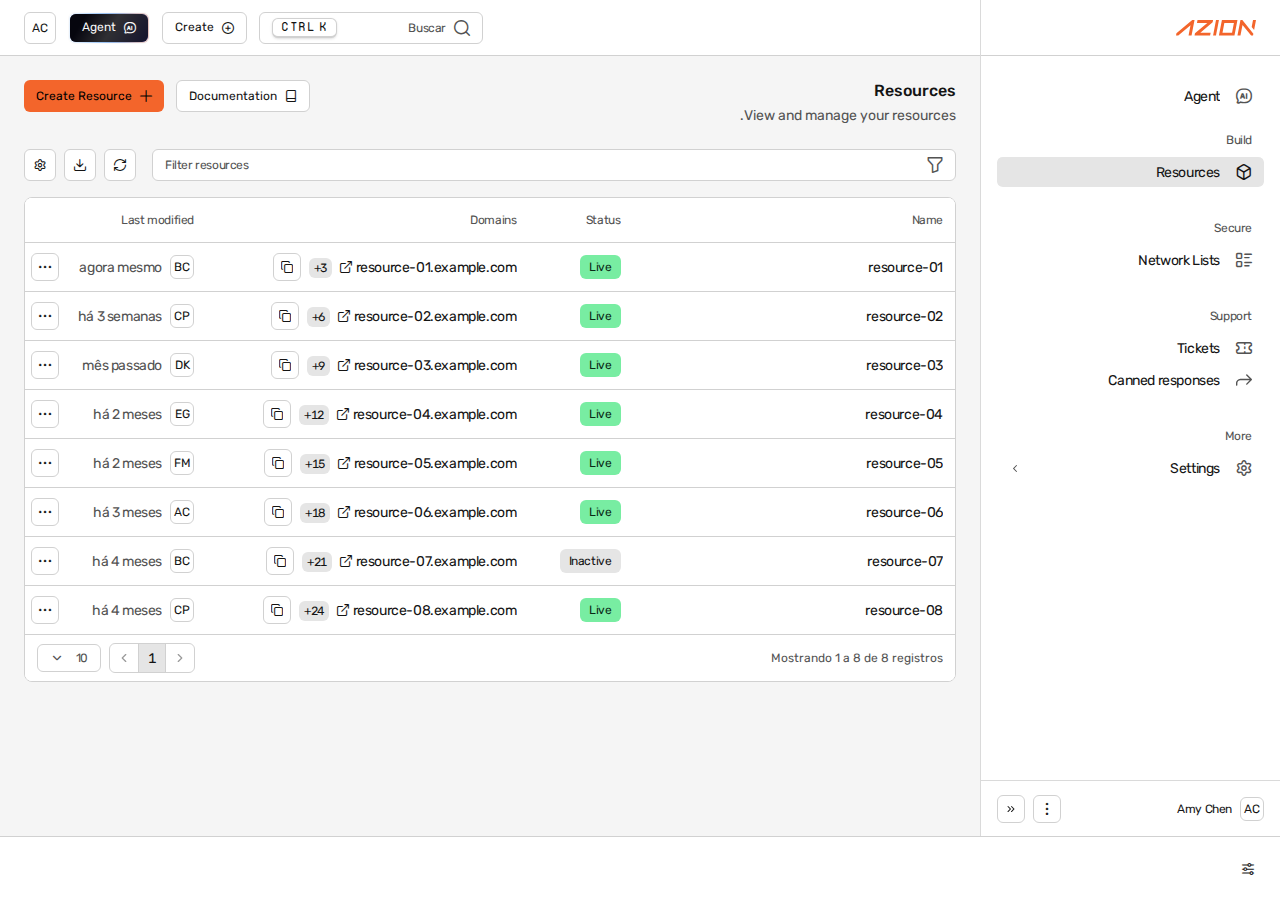 AC
Agent
Create
CTRL K
Buscar
AZION
Create Resource
Documentation
Resources
.View and manage your resources
Filter resources
Last modified
Domains
Status
Name
agora mesmo BC +3 resource-01.example.com Live resource-01
há 3 semanas CP +6 resource-02.example.com Live resource-02
mês passado DK +9 resource-03.example.com Live resource-03
há 2 meses EG +12 resource-04.example.com Live resource-04
há 2 meses FM +15 resource-05.example.com Live resource-05
há 3 meses AC +18 resource-06.example.com Live resource-06
há 4 meses BC +21 resource-07.example.com Inactive resource-07
há 4 meses CP +24 resource-08.example.com Live resource-08
10
1
Mostrando 1 a 8 de 8 registros
Agent
Build
Resources
Secure
Network Lists
Support
Tickets
Canned responses
More
Settings
Amy Chen AC